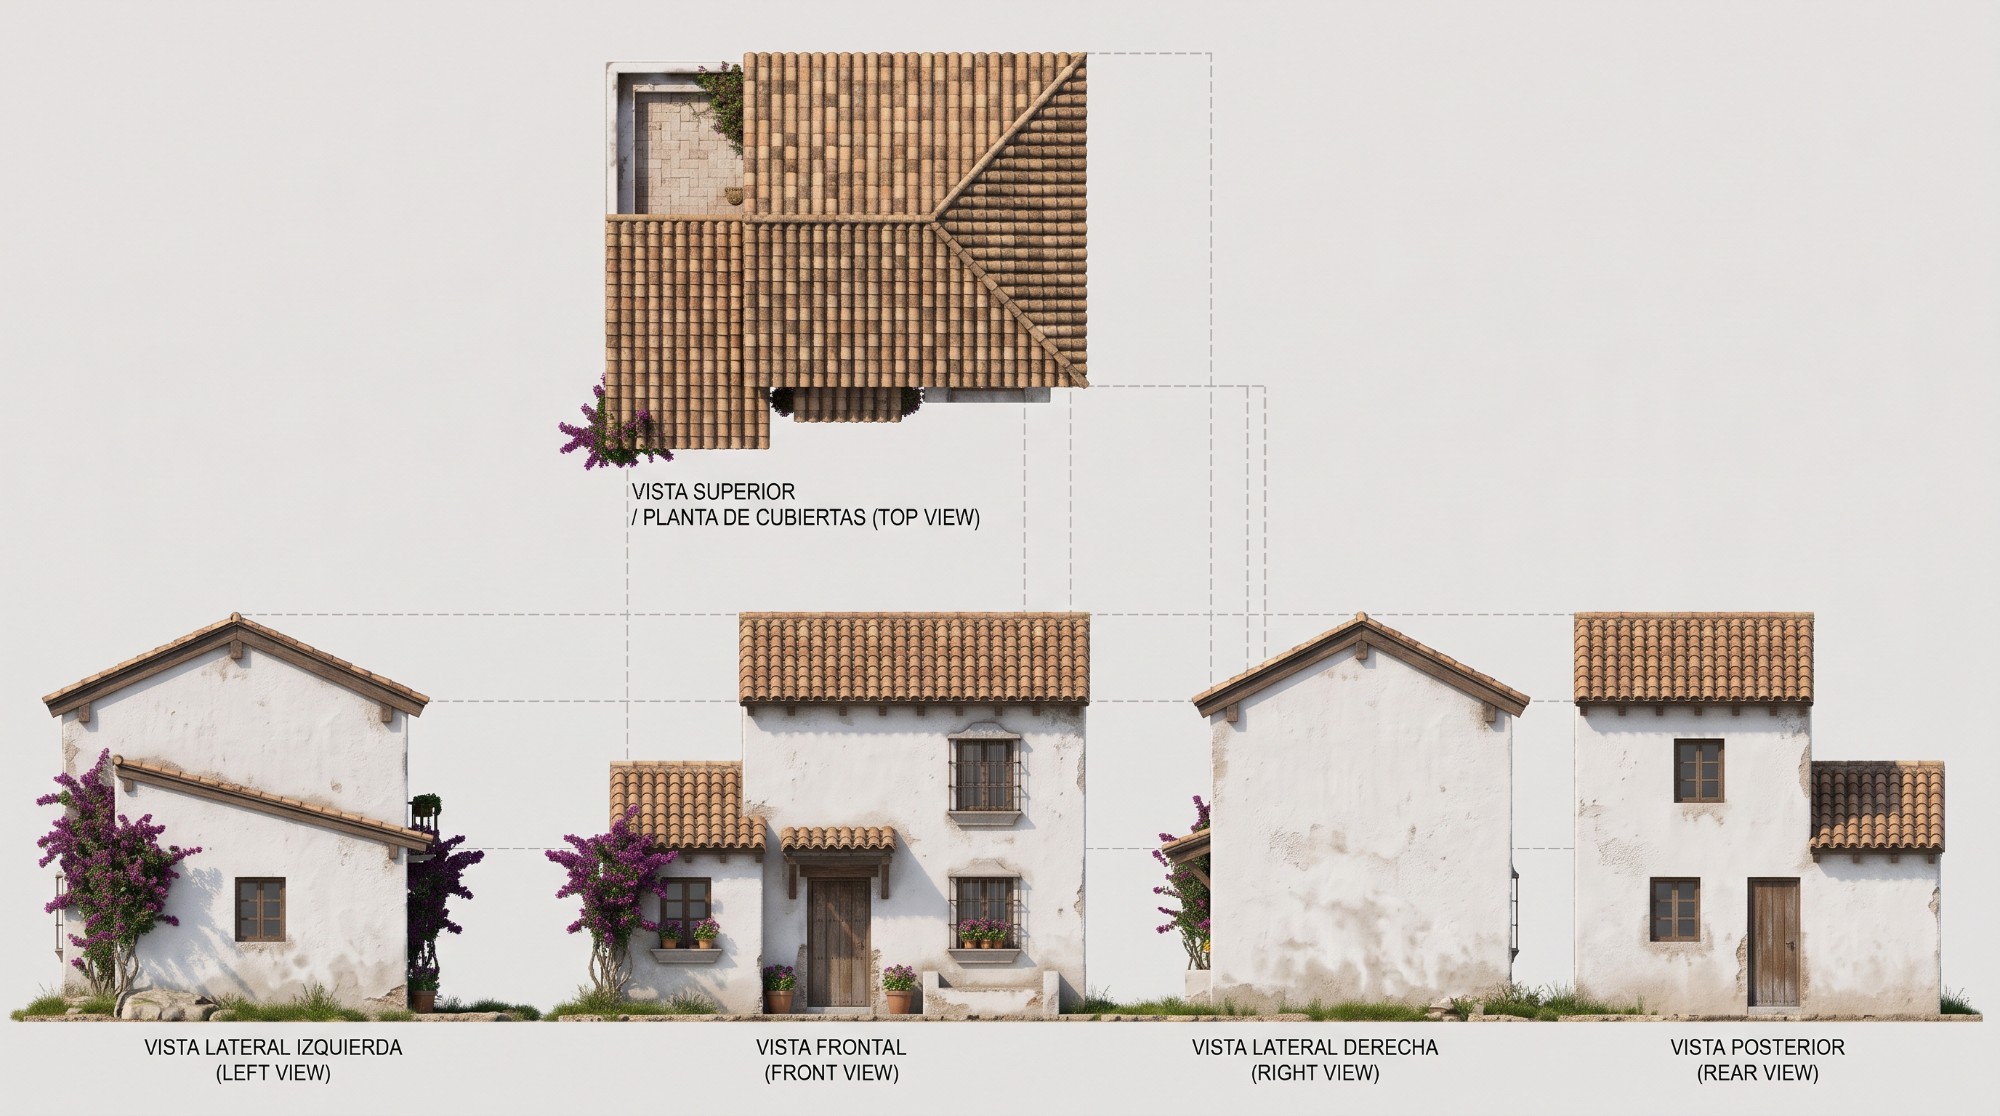 VISTA SUPERIOR
/ PLANTA DE CUBIERTAS (TOP VIEW)
VISTA LATERAL IZQUIERDA
(LEFT VIEW)
VISTA FRONTAL
(FRONT VIEW)
VISTA LATERAL DERECHA
(RIGHT VIEW)
VISTA POSTERIOR
(REAR VIEW)